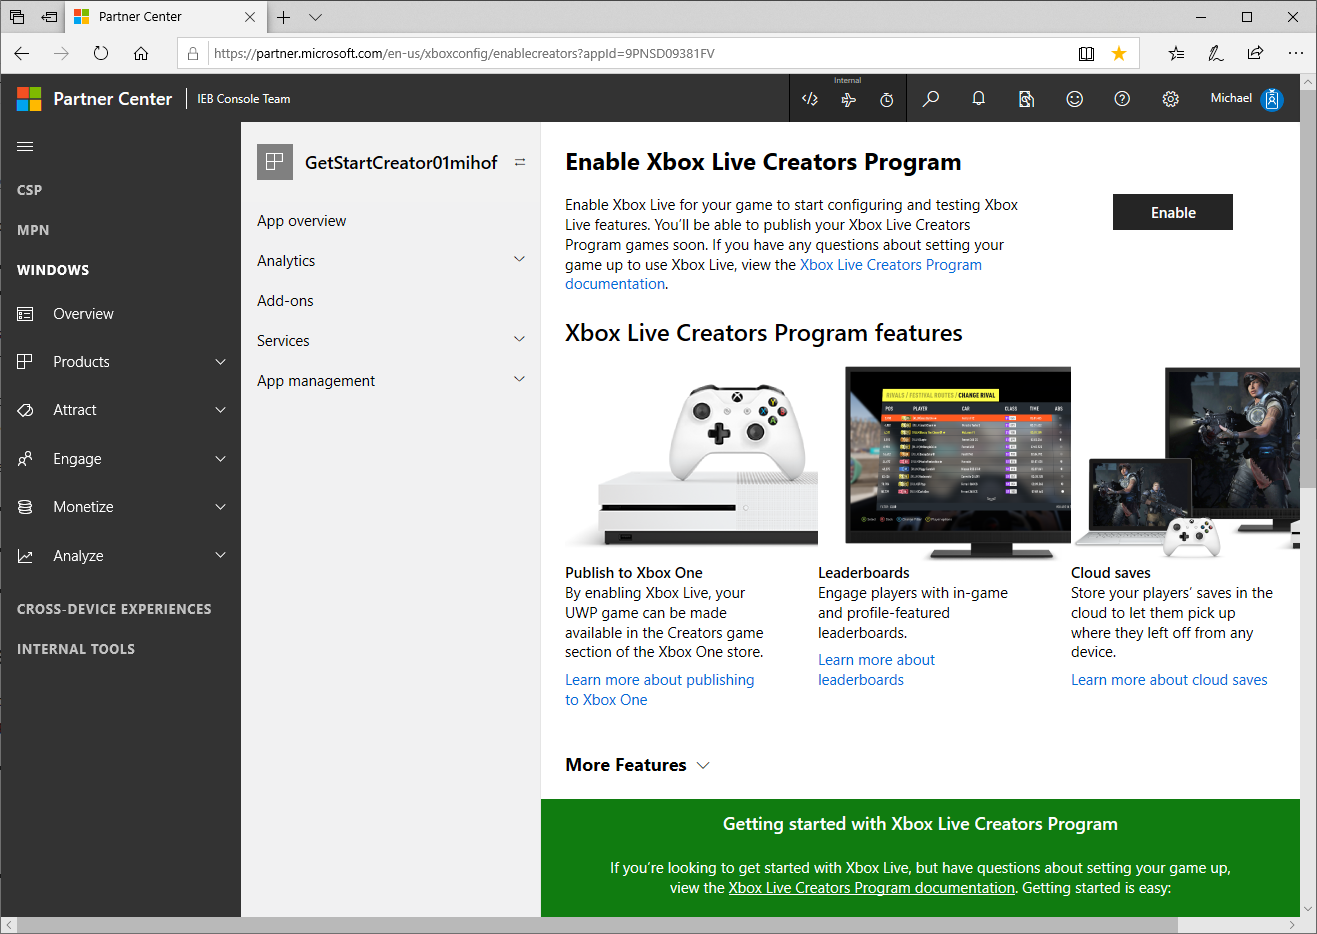 Partner Center
https://partner.microsoft.com/en-us/xboxconfig/enablecreators?appId=9PNSD09381FV
Partner Center
IEB Console Team
Internal
Michael
CSP
MPN
WINDOWS
Overview
Products
Attract
Engage
Monetize
Analyze
CROSS-DEVICE EXPERIENCES
INTERNAL TOOLS
GetStartCreator01mihof
App overview
Analytics
Add-ons
Services
App management
Enable Xbox Live Creators Program
Enable Xbox Live for your game to start configuring and testing Xbox
Live features. You’ll be able to publish your Xbox Live Creators
Program games soon. If you have any questions about setting your
game up to use Xbox Live, view the Xbox Live Creators Program
documentation.
Enable
Xbox Live Creators Program features
RIVALS / FESTIVAL ROUTES / CHANGE RIVAL
POS PLAYER CAR CLASS TIME ABS
Publish to Xbox One
By enabling Xbox Live, your
UWP game can be made
available in the Creators game
section of the Xbox One store.
Learn more about publishing
to Xbox One
Leaderboards
Engage players with in-game
and profile-featured
leaderboards.
Learn more about
leaderboards
Cloud saves
Store your players’ saves in the
cloud to let them pick up
where they left off from any
device.
Learn more about cloud saves
More Features
Getting started with Xbox Live Creators Program
If you’re looking to get started with Xbox Live, but have questions about setting your game up,
view the Xbox Live Creators Program documentation. Getting started is easy: